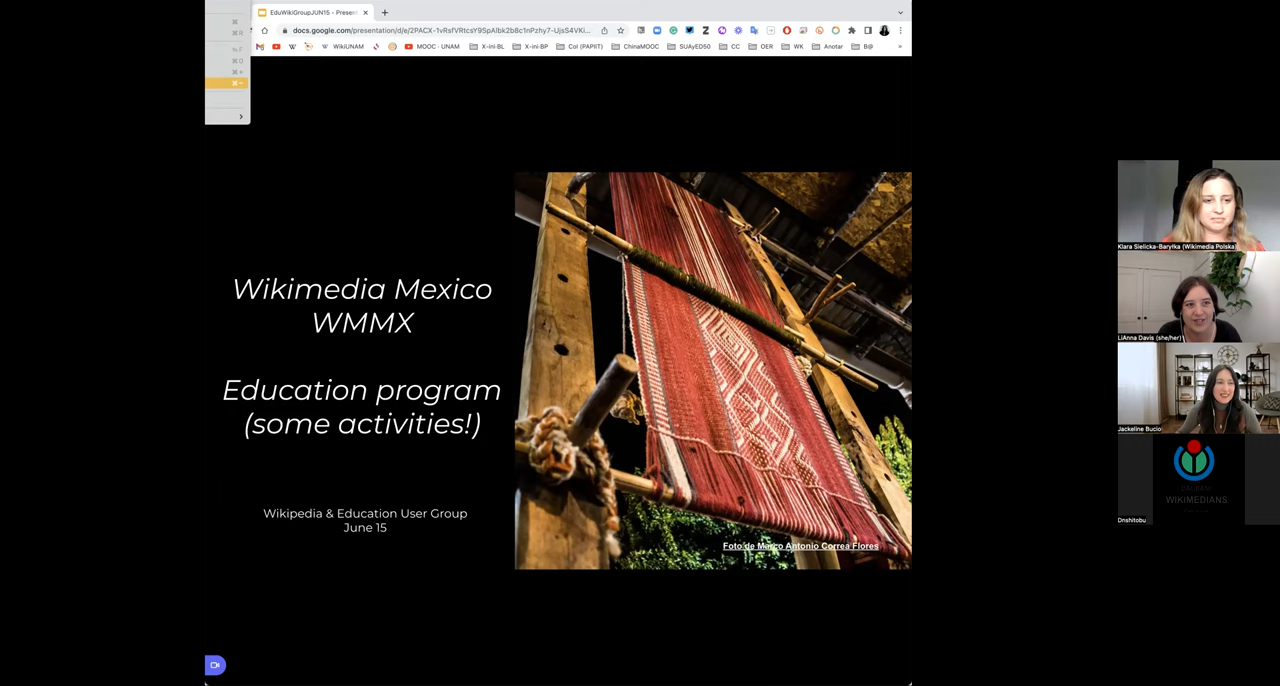 EduWikiGroupJUN15 - Present
docs.google.com/presentation/d/e/2PACX-1vRsfVRtcsY9SpAlbk2b8c1nPzhy7-UjsS4VKi...
WikiUNAM
MOOC · UNAM
X-ini-BL
X-ini-BP
Col (PAPIIT)
ChinaMOOC
SUAyED50
CC
OER
WK
Anotar
B@
Wikimedia Mexico
WMMX
Education program
(some activities!)
Wikipedia & Education User Group
June 15
Foto de Marco Antonio Correa Flores
Klara Sielicka-Baryłka (Wikimedia Polska)
LiAnna Davis (she/her)
Jackeline Bucio
WIKIMEDIANS
Dnshitobu